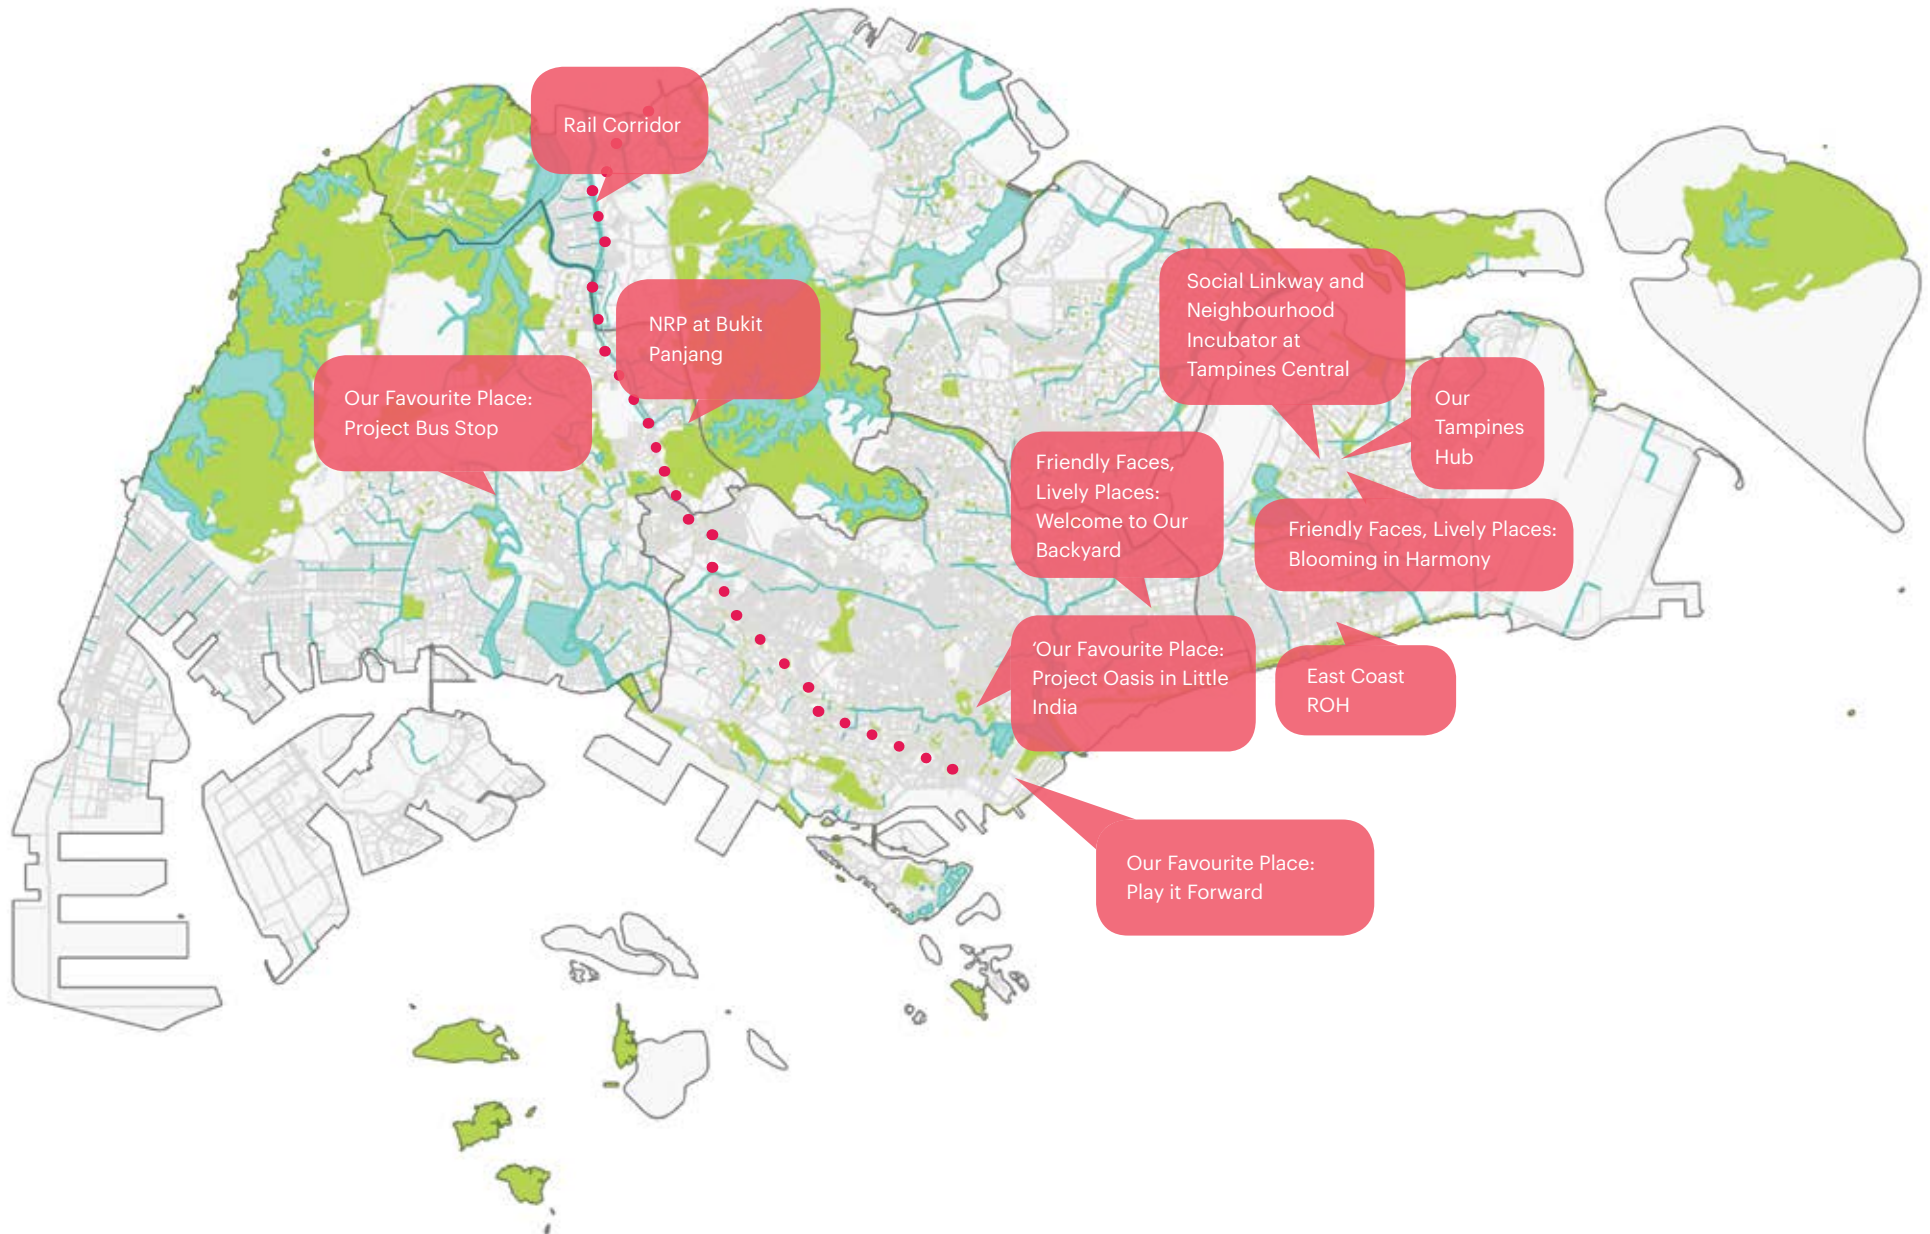 Rail Corridor
NRP at Bukit
Panjang
Our Favourite Place:
Project Bus Stop
Social Linkway and
Neighbourhood
Incubator at
Tampines Central
Our
Tampines
Hub
Friendly Faces,
Lively Places:
Welcome to Our
Backyard
Friendly Faces, Lively Places:
Blooming in Harmony
‘Our Favourite Place:
Project Oasis in Little
India
East Coast
ROH
Our Favourite Place:
Play it Forward